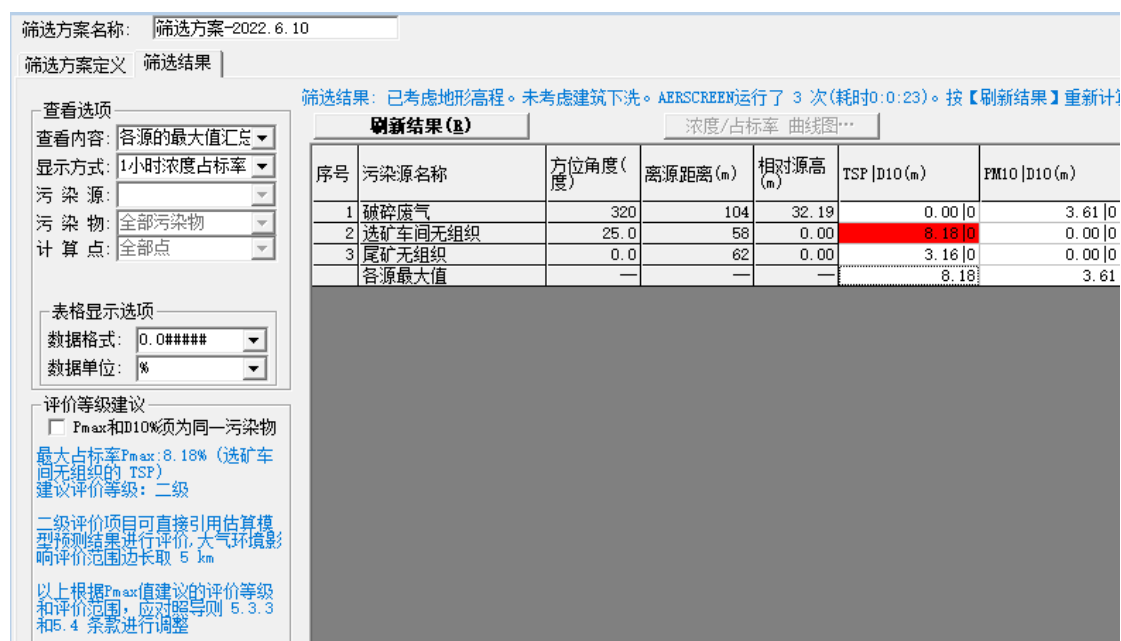 筛选方案名称: 筛选方案-2022.6.10
筛选方案定义 筛选结果
筛选结果: 已考虑地形高程。未考虑建筑下洗。AERSCREEN运行了 3 次(耗时0:0:23)。按【刷新结果】重新计
查看选项
查看内容: 各源的最大值汇总
显示方式: 1小时浓度占标率
污 染 源:
污 染 物: 全部污染物
计 算 点: 全部点
表格显示选项
数据格式: 0.0#####
数据单位: %
评价等级建议
Pmax和D10%须为同一污染物
最大占标率Pmax:8.18% (选矿车
间无组织的 TSP)
建议评价等级: 二级
二级评价项目可直接引用估算模
型预测结果进行评价,大气环境影
响评价范围边长取 5 km
以上根据Pmax值建议的评价等级
和评价范围, 应对照导则 5.3.3
和5.4 条款进行调整
刷新结果(R) 浓度/占标率 曲线图…
序号 污染源名称 方位角度(度) 离源距离(m) 相对源高(m) TSP|D10(m) PM10|D10(m)
1 破碎废气 320 104 32.19 0.00|0 3.61|0
2 选矿车间无组织 25.0 58 0.00 8.18|0 0.00|0
3 尾矿无组织 0.0 62 0.00 3.16|0 0.00|0
各源最大值 — — — 8.18 3.61